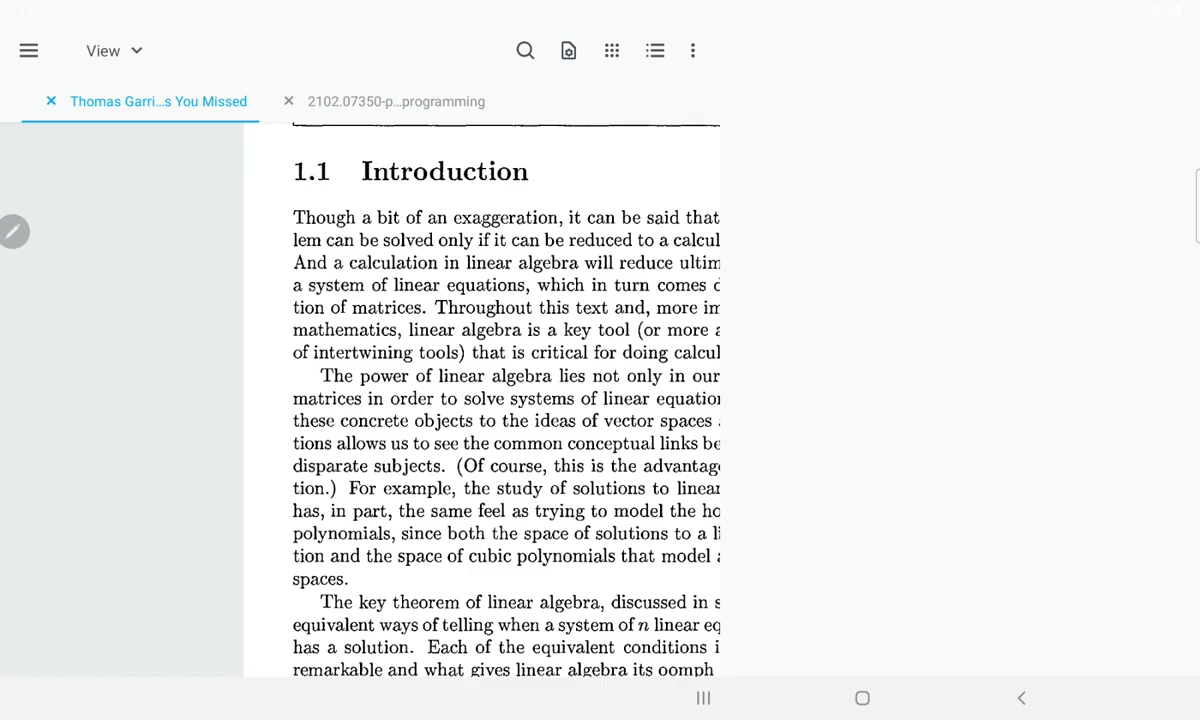 View
Thomas Garri...s You Missed
2102.07350-p...programming
1.1 Introduction
Though a bit of an exaggeration, it can be said that
lem can be solved only if it can be reduced to a calcul
And a calculation in linear algebra will reduce ultim
a system of linear equations, which in turn comes
tion of matrices. Throughout this text and, more im
mathematics, linear algebra is a key tool (or more
of intertwining tools) that is critical for doing calcul
The power of linear algebra lies not only in our
matrices in order to solve systems of linear equatio
these concrete objects to the ideas of vector spaces
tions allows us to see the common conceptual links be
disparate subjects. (Of course, this is the advantag
tion.) For example, the study of solutions to linear
has, in part, the same feel as trying to model the ho
polynomials, since both the space of solutions to a li
tion and the space of cubic polynomials that model
spaces.
The key theorem of linear algebra, discussed in s
equivalent ways of telling when a system of n linear eq
has a solution. Each of the equivalent conditions i
remarkable and what gives linear algebra its oomph